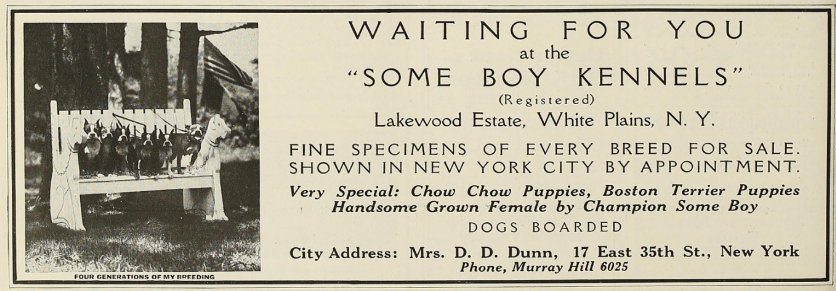 WAITING FOR YOU
at the
"SOME BOY KENNELS"
(Registered)
Lakewood Estate, White Plains, N. Y.
FINE SPECIMENS OF EVERY BREED FOR SALE.
SHOWN IN NEW YORK CITY BY APPOINTMENT.
Very Special: Chow Chow Puppies, Boston Terrier Puppies
Handsome Grown Female by Champion Some Boy
DOGS BOARDED
City Address: Mrs. D. D. Dunn, 17 East 35th St., New York
Phone, Murray Hill 6025
FOUR GENERATIONS OF MY BREEDING